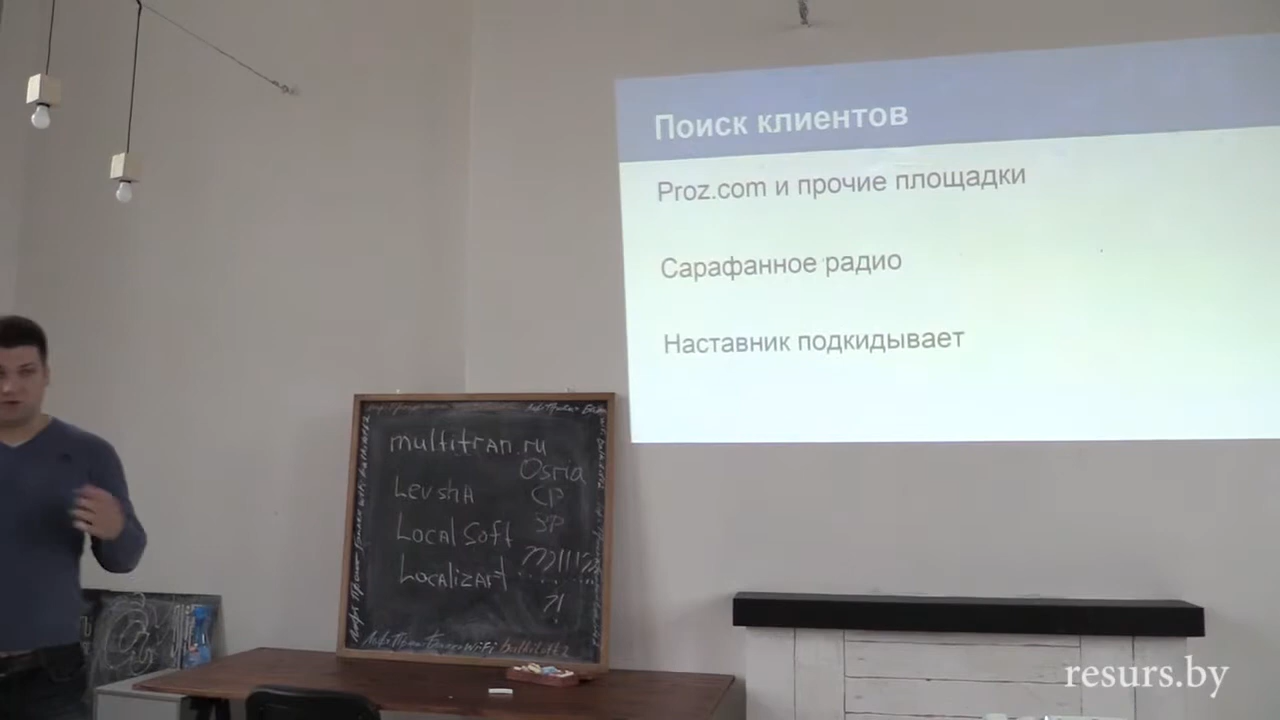 Поиск клиентов
Proz.com и прочие площадки
Сарафанное радио
Наставник подкидывает
multitran.ru
Osria
Levsha
CP
LocalSoft
SP
Localizart
?!
resurs.by